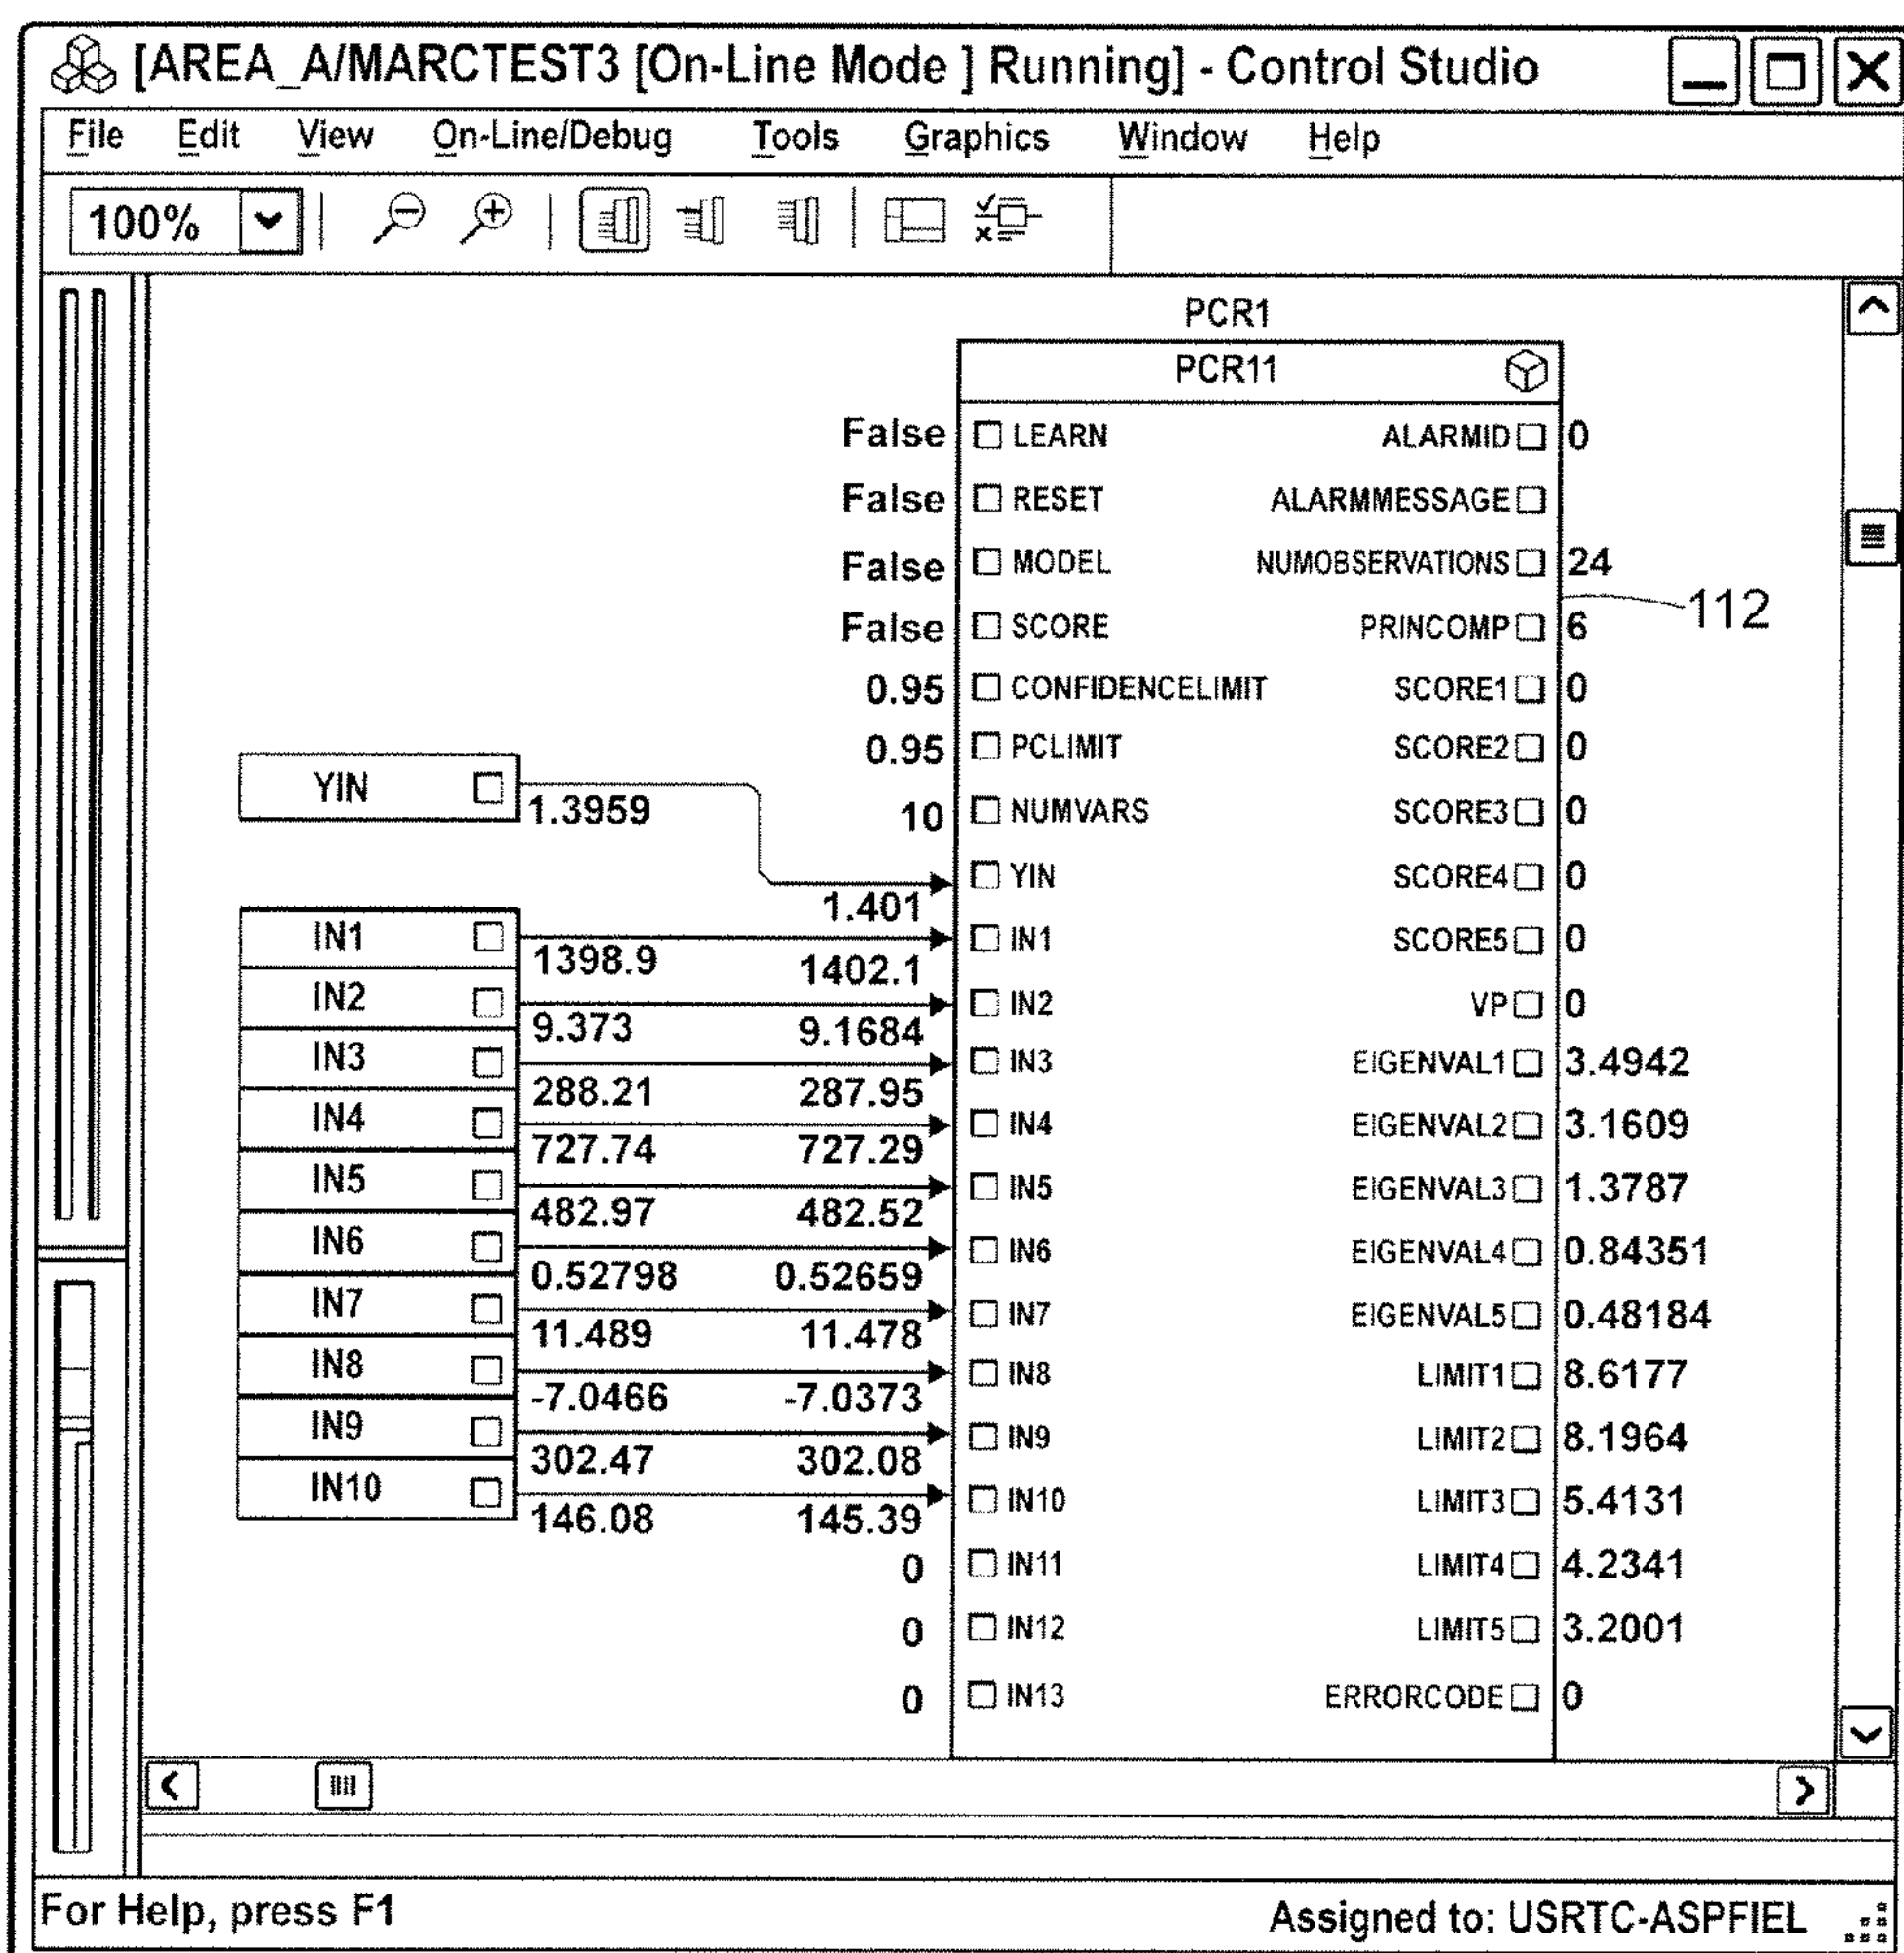 [AREA_A/MARCTEST3 [On-Line Mode ] Running] - Control Studio
File Edit View On-Line/Debug Tools Graphics Window Help
100%
PCR1
PCR11
False LEARN ALARMID 0
False RESET ALARMMESSAGE
False MODEL NUMOBSERVATIONS 24
112
False SCORE PRINCOMP 6
0.95 CONFIDENCELIMIT SCORE1 0
0.95 PCLIMIT SCORE2 0
YIN 1.3959 10 NUMVARS SCORE3 0
1.401 YIN SCORE4 0
IN1 1398.9 1402.1 IN1 SCORE5 0
IN2 9.373 9.1684 IN2 VP 0
IN3 288.21 287.95 IN3 EIGENVAL1 3.4942
IN4 727.74 727.29 IN4 EIGENVAL2 3.1609
IN5 482.97 482.52 IN5 EIGENVAL3 1.3787
IN6 0.52798 0.52659 IN6 EIGENVAL4 0.84351
IN7 11.489 11.478 IN7 EIGENVAL5 0.48184
IN8 -7.0466 -7.0373 IN8 LIMIT1 8.6177
IN9 302.47 302.08 IN9 LIMIT2 8.1964
IN10 146.08 145.39 IN10 LIMIT3 5.4131
0 IN11 LIMIT4 4.2341
0 IN12 LIMIT5 3.2001
0 IN13 ERRORCODE 0
For Help, press F1 Assigned to: USRTC-ASPFIEL